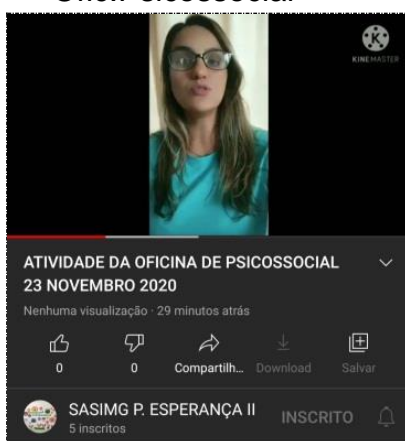 KINEMASTER
ATIVIDADE DA OFICINA DE PSICOSSOCIAL
23 NOVEMBRO 2020
Nenhuma visualização · 29 minutos atrás
0 0 Compartilh... Download Salvar
SASIMG P. ESPERANÇA II INSCRITO
5 inscritos